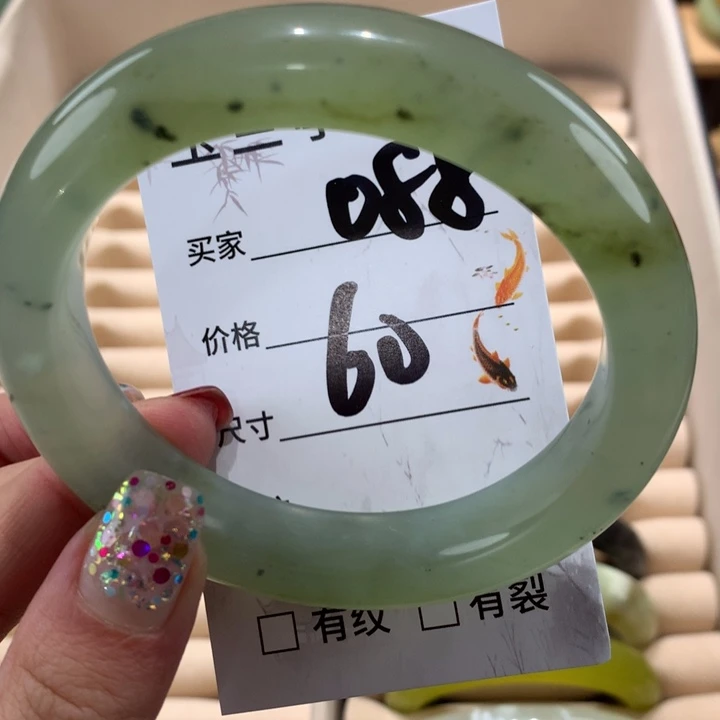 买家 088
价格 60
尺寸
□ 有纹 □ 有裂